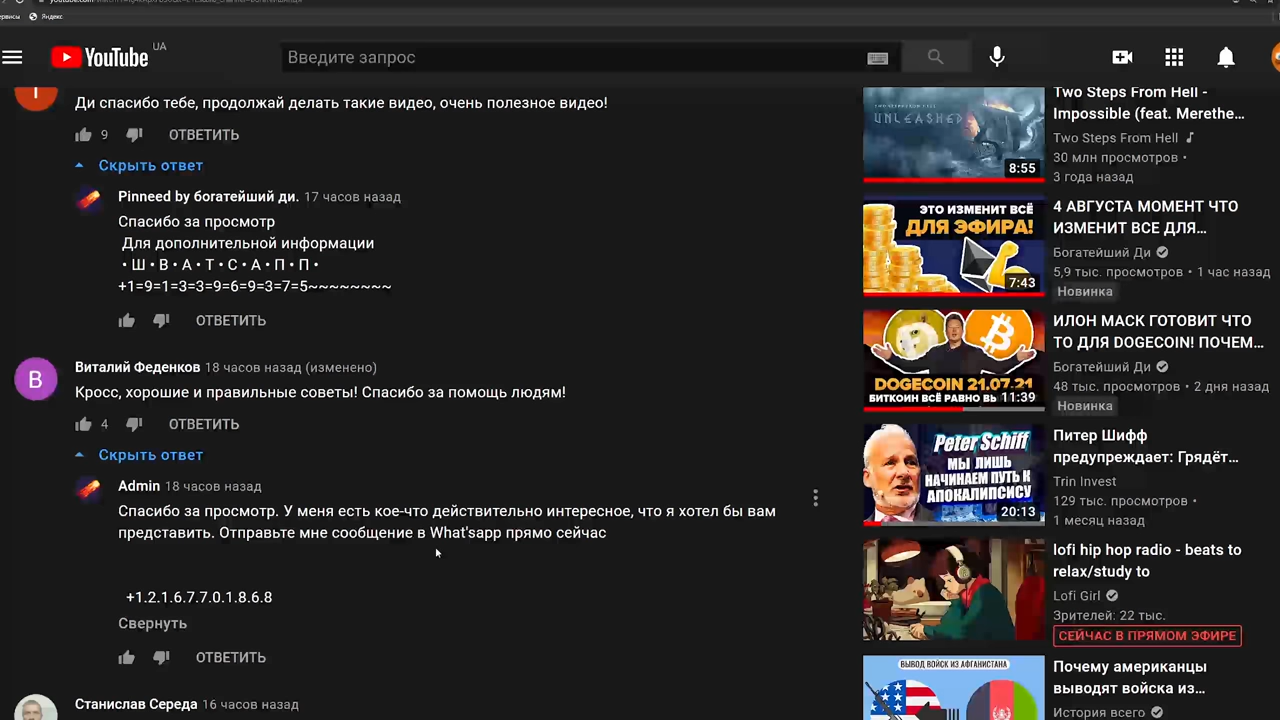 ервисы Яндекс
YouTube UA
Введите запрос
Ди спасибо тебе, продолжай делать такие видео, очень полезное видео!
9 ОТВЕТИТЬ
Скрыть ответ
Pinneed by богатейший ди. 17 часов назад
Спасибо за просмотр
Для дополнительной информации
• Ш • В • А • Т • С • А • П • П •
+1=9=1=3=3=9=6=9=3=7=5~~~~~~~~
ОТВЕТИТЬ
В
Виталий Феденков 18 часов назад (изменено)
Кросс, хорошие и правильные советы! Спасибо за помощь людям!
4 ОТВЕТИТЬ
Скрыть ответ
Admin 18 часов назад
Спасибо за просмотр. У меня есть кое-что действительно интересное, что я хотел бы вам
представить. Отправьте мне сообщение в What'sapp прямо сейчас
+1.2.1.6.7.7.0.1.8.6.8
Свернуть
ОТВЕТИТЬ
Станислав Середа 16 часов назад
UNLEASHED
8:55
Two Steps From Hell -
Impossible (feat. Merethe...
Two Steps From Hell
30 млн просмотров •
3 года назад
ЭТО ИЗМЕНИТ ВСЁ
ДЛЯ ЭФИРА!
7:43
4 АВГУСТА МОМЕНТ ЧТО
ИЗМЕНИТ ВСЕ ДЛЯ...
Богатейший Ди
5,9 тыс. просмотров • 1 час назад
Новинка
DOGECOIN 21.07.21
БИТКОИН ВСЁ РАВНО В
11:39
ИЛОН МАСК ГОТОВИТ ЧТО
ТО ДЛЯ DOGECOIN! ПОЧЕМ...
Богатейший Ди
48 тыс. просмотров • 2 дня назад
Новинка
Peter Schiff
МЫ ЛИШЬ
НАЧИНАЕМ ПУТЬ К
АПОКАЛИПСИСУ
20:13
Питер Шифф
предупреждает: Грядёт...
Trin Invest
129 тыс. просмотров •
1 месяц назад
lofi hip hop radio - beats to
relax/study to
Lofi Girl
Зрителей: 22 тыс.
СЕЙЧАС В ПРЯМОМ ЭФИРЕ
ВЫВОД ВОЙСК ИЗ АФГАНИСТАНА
Почему американцы
выводят войска из...
История всего